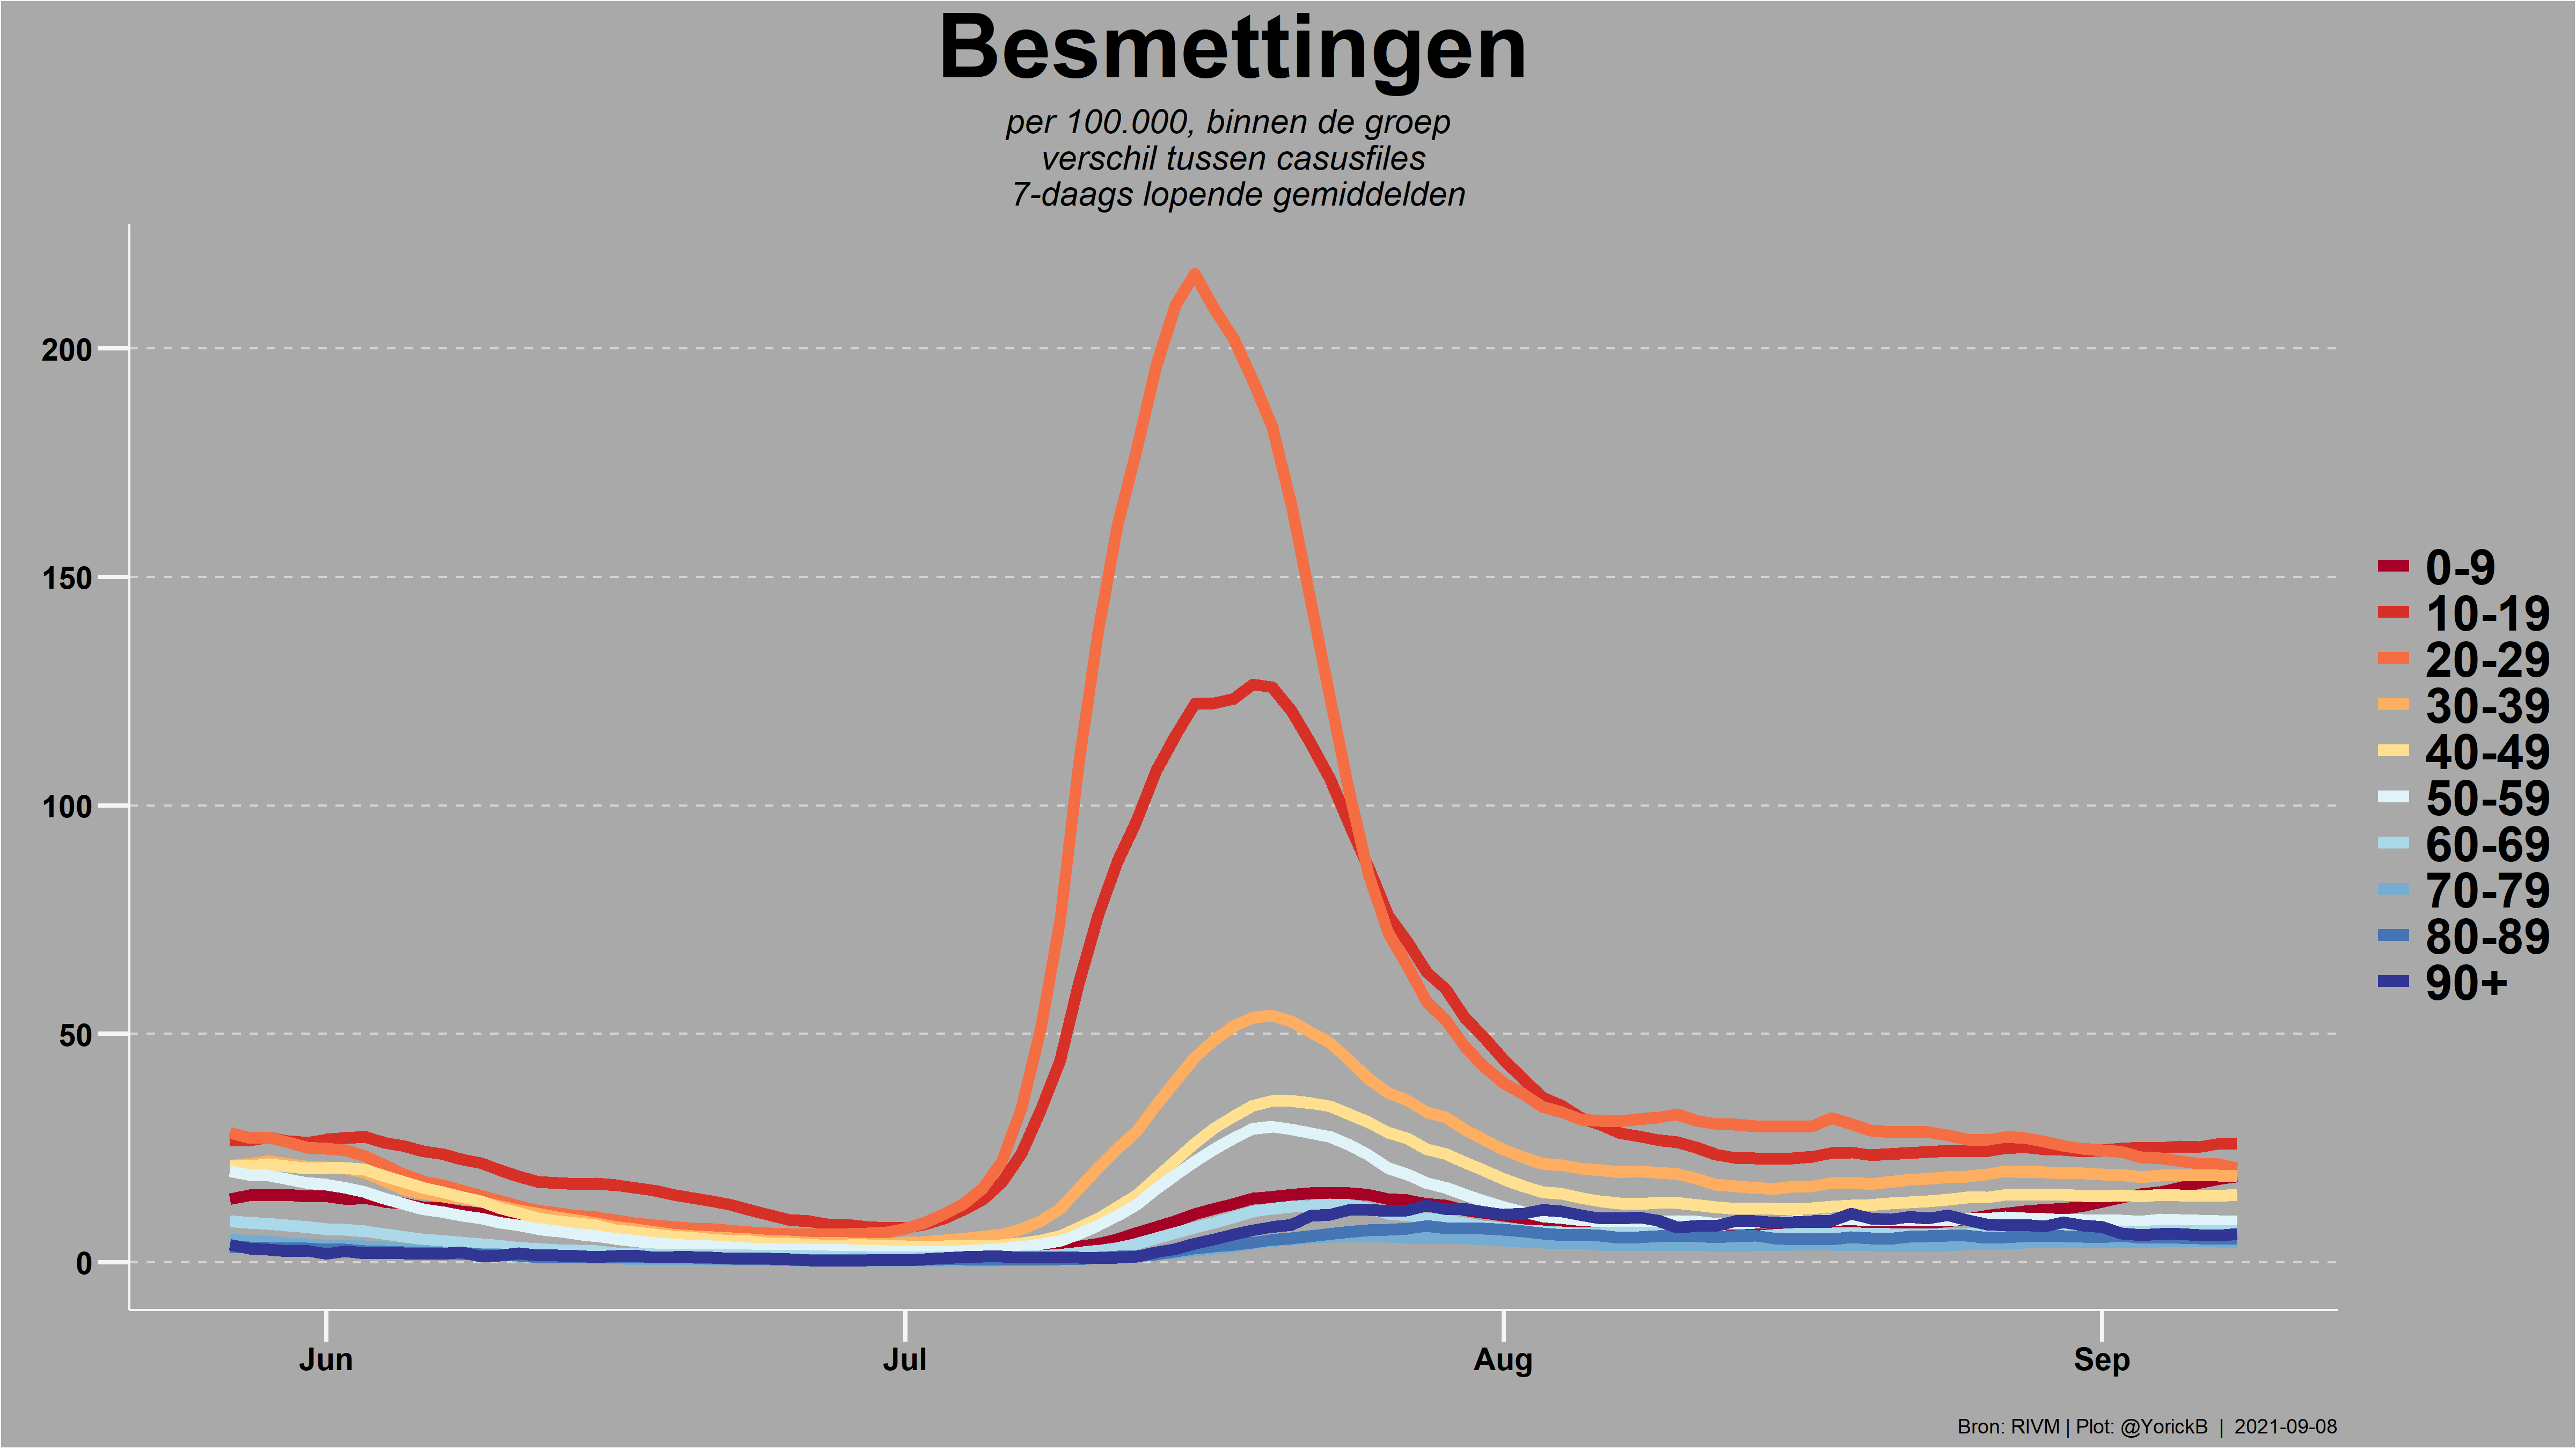 Besmettingen
per 100.000, binnen de groep
verschil tussen casusfiles
7-daags lopende gemiddelden
200
150
100
50
0
Jun
Jul
Aug
Sep
0-9
10-19
20-29
30-39
40-49
50-59
60-69
70-79
80-89
90+
Bron: RIVM | Plot: @YorickB | 2021-09-08